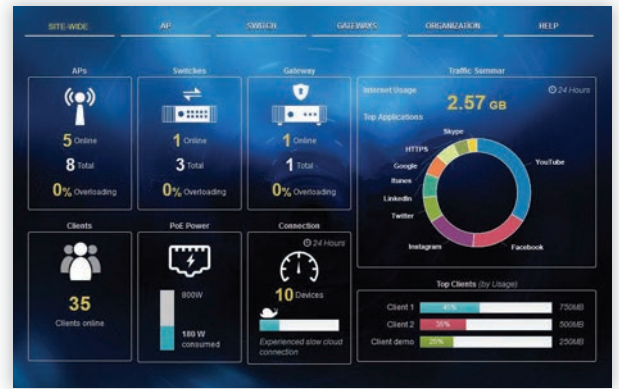 SITE-WIDE
AP
SWITCH
GATEWAYS
ORGANIZATION
HELP
APs
5 Online
8 Total
0% Overloading
Switches
1 Online
3 Total
0% Overloading
Gateway
1 Online
1 Total
0% Overloading
Traffic Summar
Internet Usage
24 Hours
2.57 GB
Top Applications
Skype
HTTPS
Google
Itunes
LinkedIn
Twitter
Instagram
Facebook
YouTube
Clients
35
Clients online
PoE Power
800W
180 W
consumed
Connection
24 Hours
10 Devices
Experienced slow cloud
connection
Top Clients (by Usage)
Client 1 45% 750MB
Client 2 35% 500MB
Client demo 25% 250MB